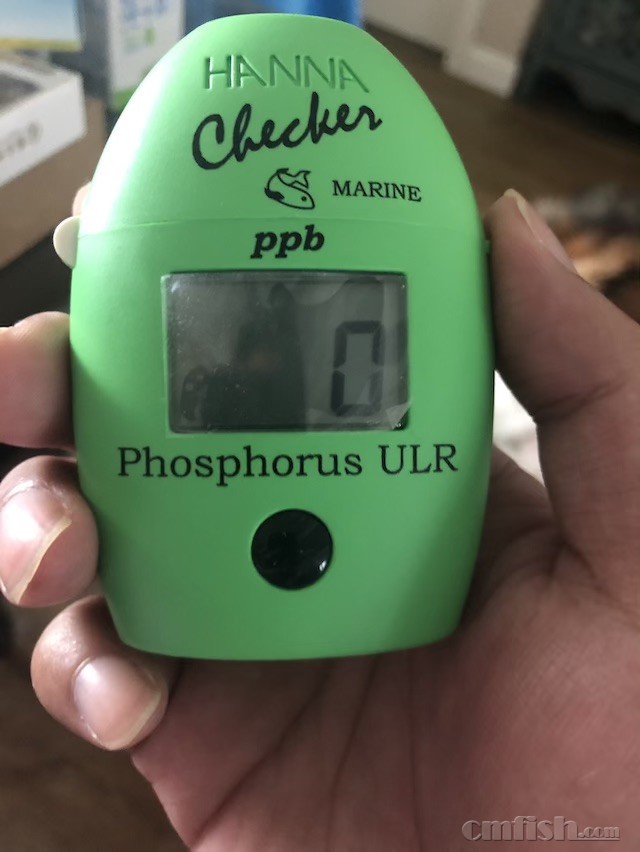 HANNA
Checker
MARINE
ppb
0
Phosphorus ULR
cmfish.com